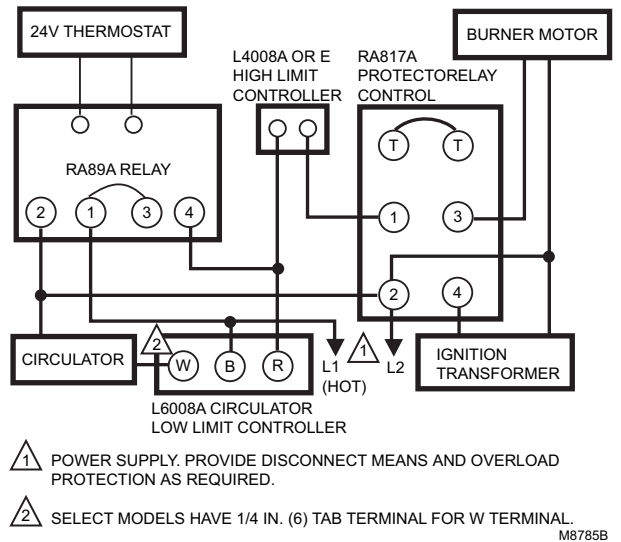 24V THERMOSTAT
L4008A OR E
HIGH LIMIT
CONTROLLER
RA817A
PROTECTORELAY
CONTROL
BURNER MOTOR
RA89A RELAY
T
T
2
1
3
4
1
3
2
4
CIRCULATOR
2
W
B
R
L1
(HOT)
1
L2
IGNITION
TRANSFORMER
L6008A CIRCULATOR
LOW LIMIT CONTROLLER
1 POWER SUPPLY. PROVIDE DISCONNECT MEANS AND OVERLOAD
PROTECTION AS REQUIRED.
2 SELECT MODELS HAVE 1/4 IN. (6) TAB TERMINAL FOR W TERMINAL.
M8785B